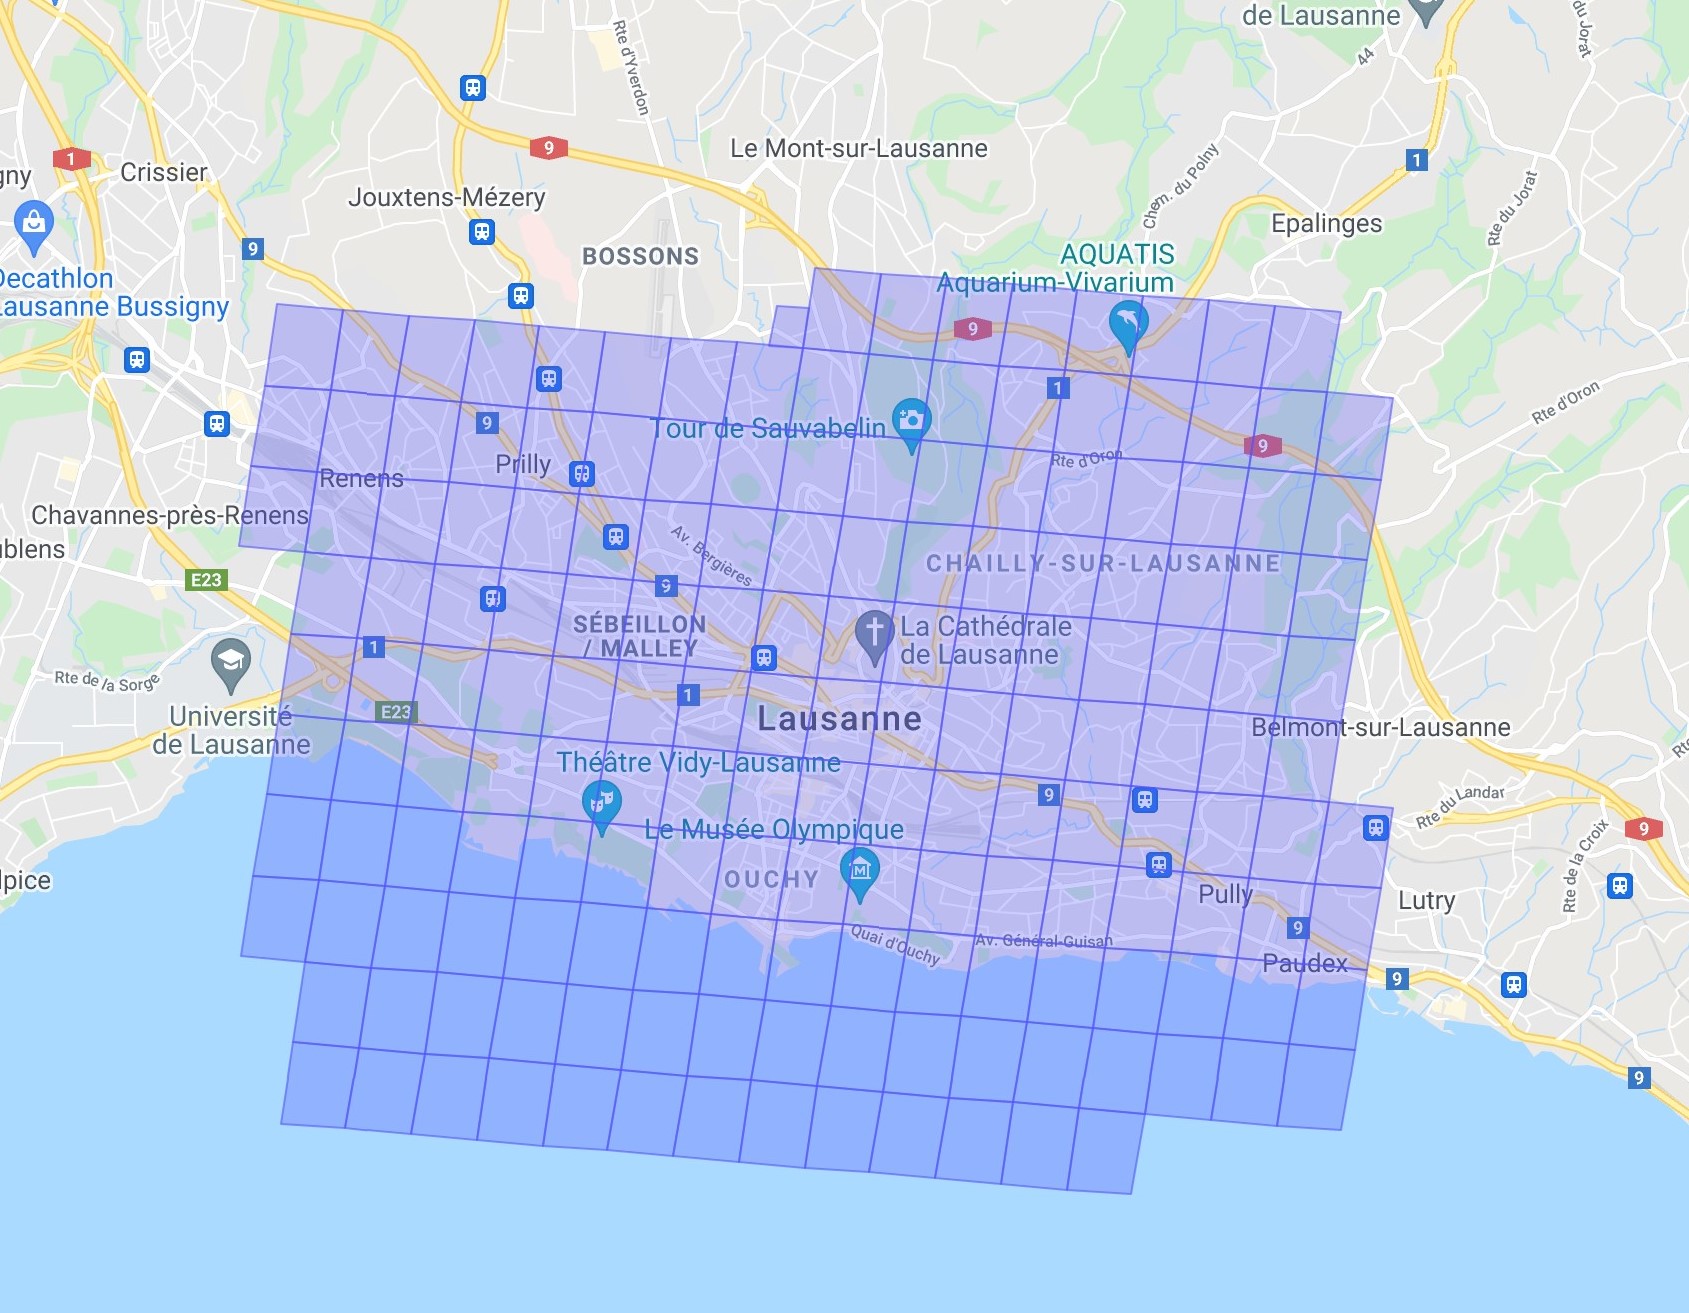 de Lausanne
44
du Jorat
Rte d'Yverdon
9
Le Mont-sur-Lausanne
1
1
gny
Crissier
Chem. du Polny
Jouxtens-Mézery
Rte du Jorat
Epalinges
9
BOSSONS
AQUATIS
Aquarium-Vivarium
Decathlon
Lausanne Bussigny
9
1
Rte d'Oron
9
Tour de Sauvabelin
9
Rte d'Oron
Prilly
Renens
Chavannes-près-Renens
Av. Bergières
ublens
CHAILLY-SUR-LAUSANNE
E23
9
SÉBEILLON
/ MALLEY
La Cathédrale
de Lausanne
1
Rte de la Sorge
1
E23
Université
de Lausanne
Lausanne
Belmont-sur-Lausanne
Rte
Théâtre Vidy-Lausanne
9
Rte du Landar
9
Le Musée Olympique
Rte de la Croix
lpice
OUCHY
M
Pully
Lutry
9
Quai d'Ouchy
Av. Général-Guisan
Paudex
9
9